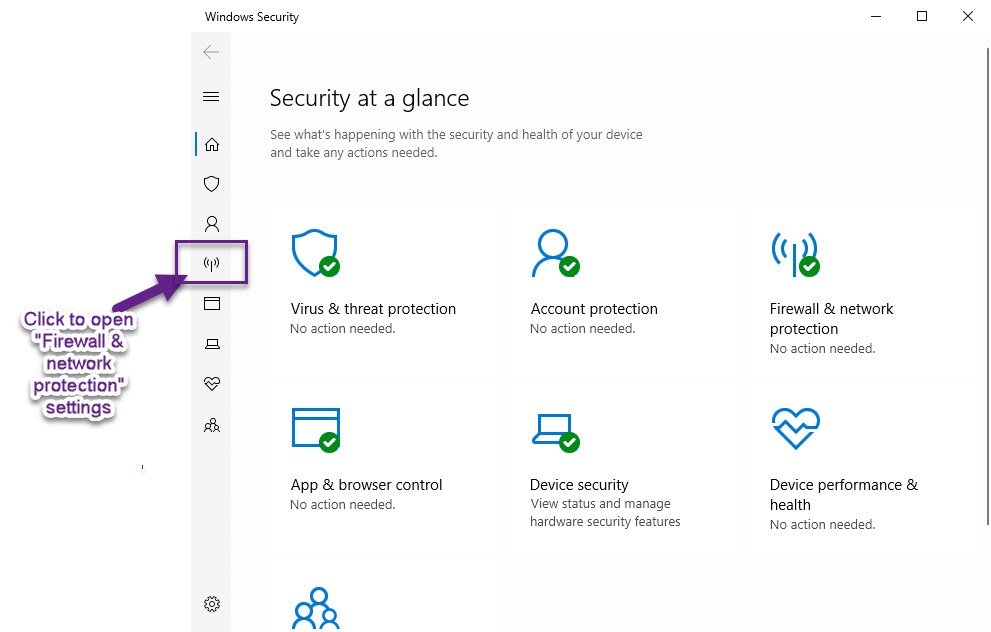 Windows Security
Security at a glance
See what's happening with the security and health of your device
and take any actions needed.
Click to open
"Firewall &
network
protection"
settings
Virus & threat protection
No action needed.
Account protection
No action needed.
Firewall & network
protection
No action needed.
App & browser control
No action needed.
Device security
View status and manage
hardware security features
Device performance &
health
No action needed.